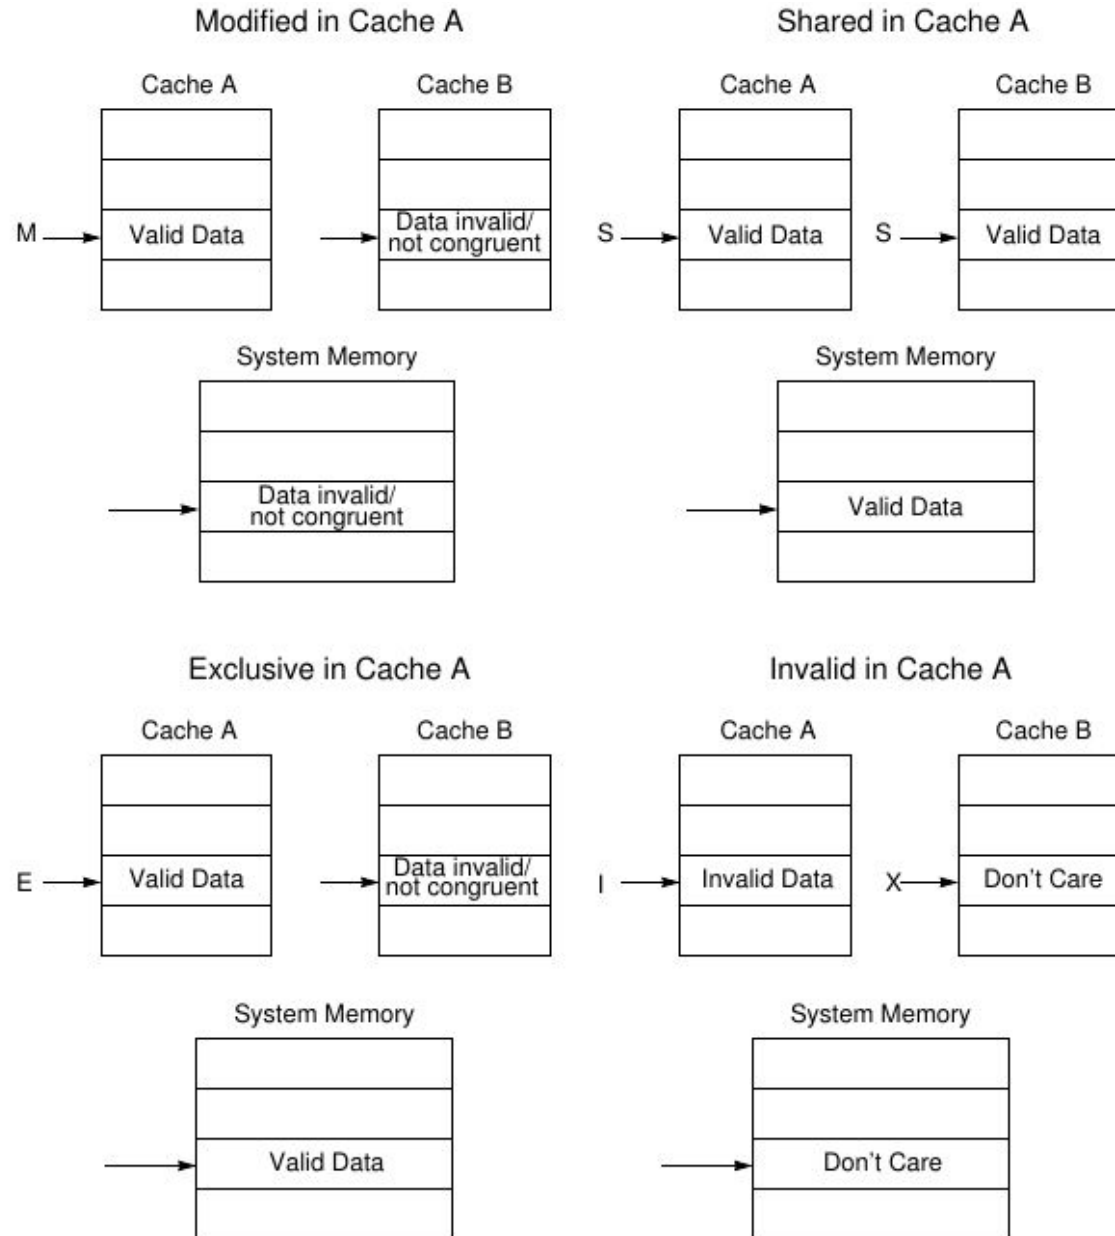 Modified in Cache A
Shared in Cache A
Cache A
Cache B
Cache A
Cache B
M
Valid Data
Data invalid/
not congruent
S
Valid Data
S
Valid Data
System Memory
System Memory
Data invalid/
not congruent
Valid Data
Exclusive in Cache A
Invalid in Cache A
Cache A
Cache B
Cache A
Cache B
E
Valid Data
Data invalid/
not congruent
I
Invalid Data
X
Don't Care
System Memory
System Memory
Valid Data
Don't Care